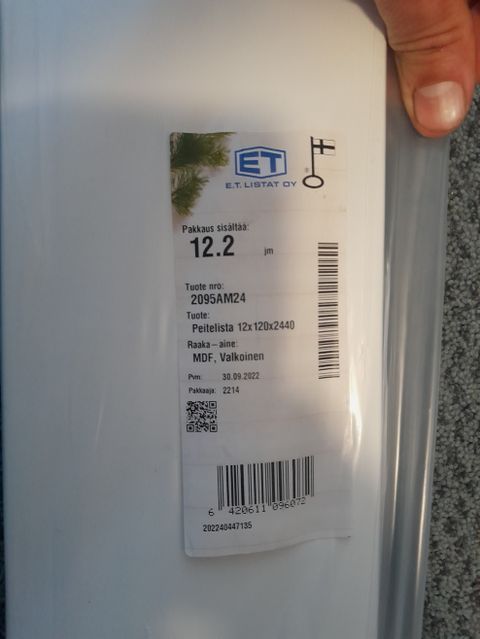 ET
E.T. LISTAT OY
Pakkaus sisältää:
12.2 jm
Tuote nro:
2095AM24
Tuote:
Peitelista 12x120x2440
Raaka-aine:
MDF, Valkoinen
Pvm: 30.09.2022
Pakkaaja: 2214
6 420611 096072
202240447135